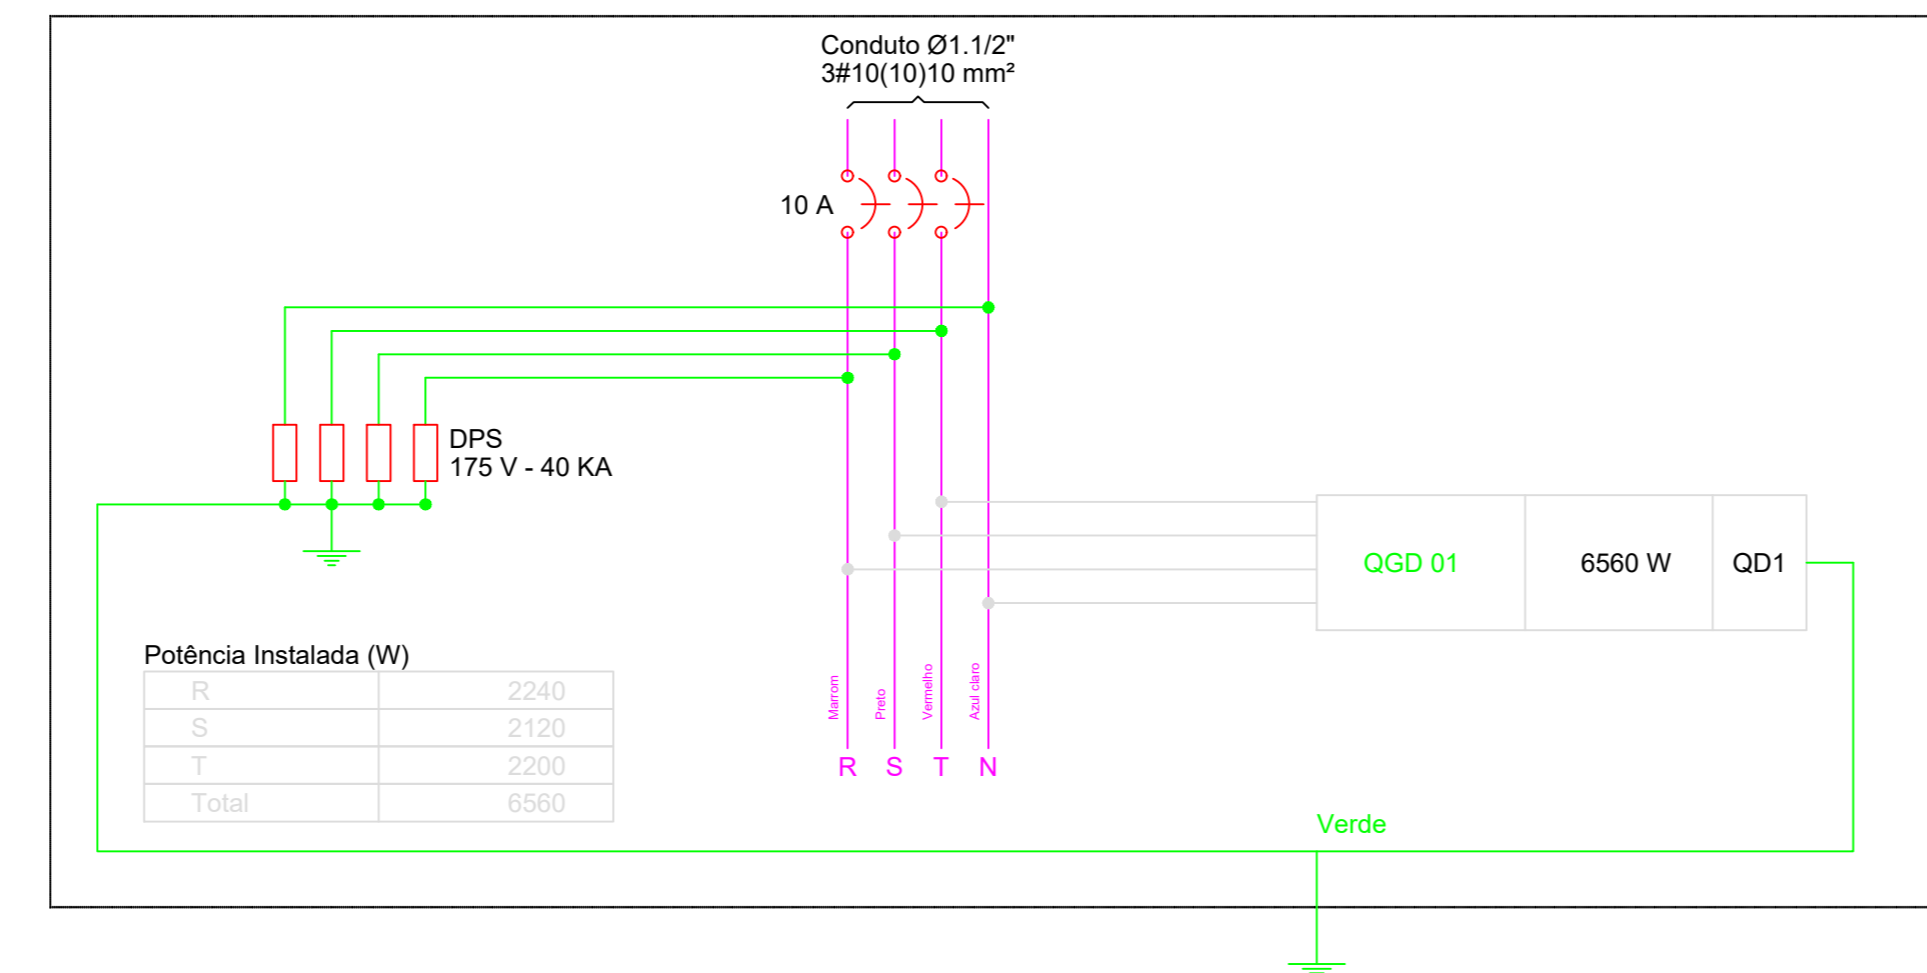 Conduto Ø1.1/2"
3#10(10)10 mm²
10 A
DPS
175 V - 40 KA
QGD 01 6560 W QD1
Potência Instalada (W)
R 2240
S 2120
T 2200
Total 6560
Marrom
Preto
Vermelho
Azul claro
R S T N
Verde